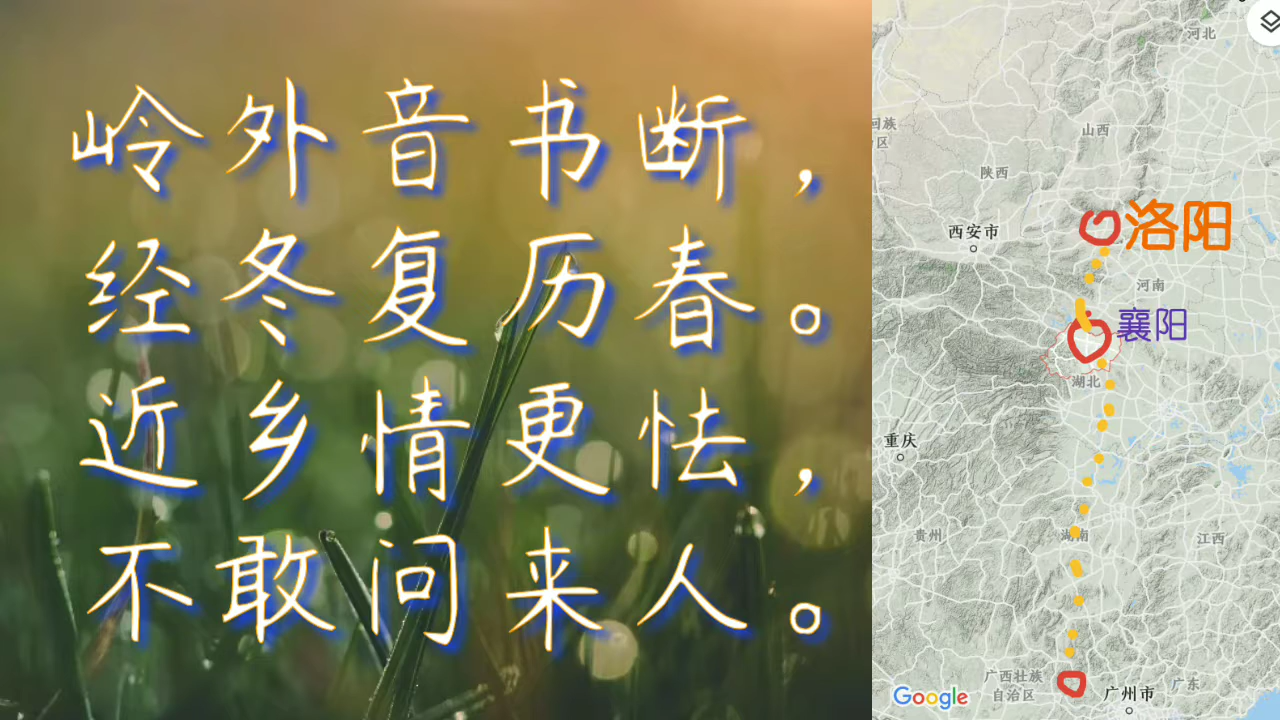 岭外音书断，
经冬复历春。
近乡情更怯，
不敢问来人。
河北
回族
区
山西
陕西
洛阳
西安市
河南
襄阳
湖北
重庆
贵州
湖南
江西
广西壮族
自治区
广州市
广东
Google